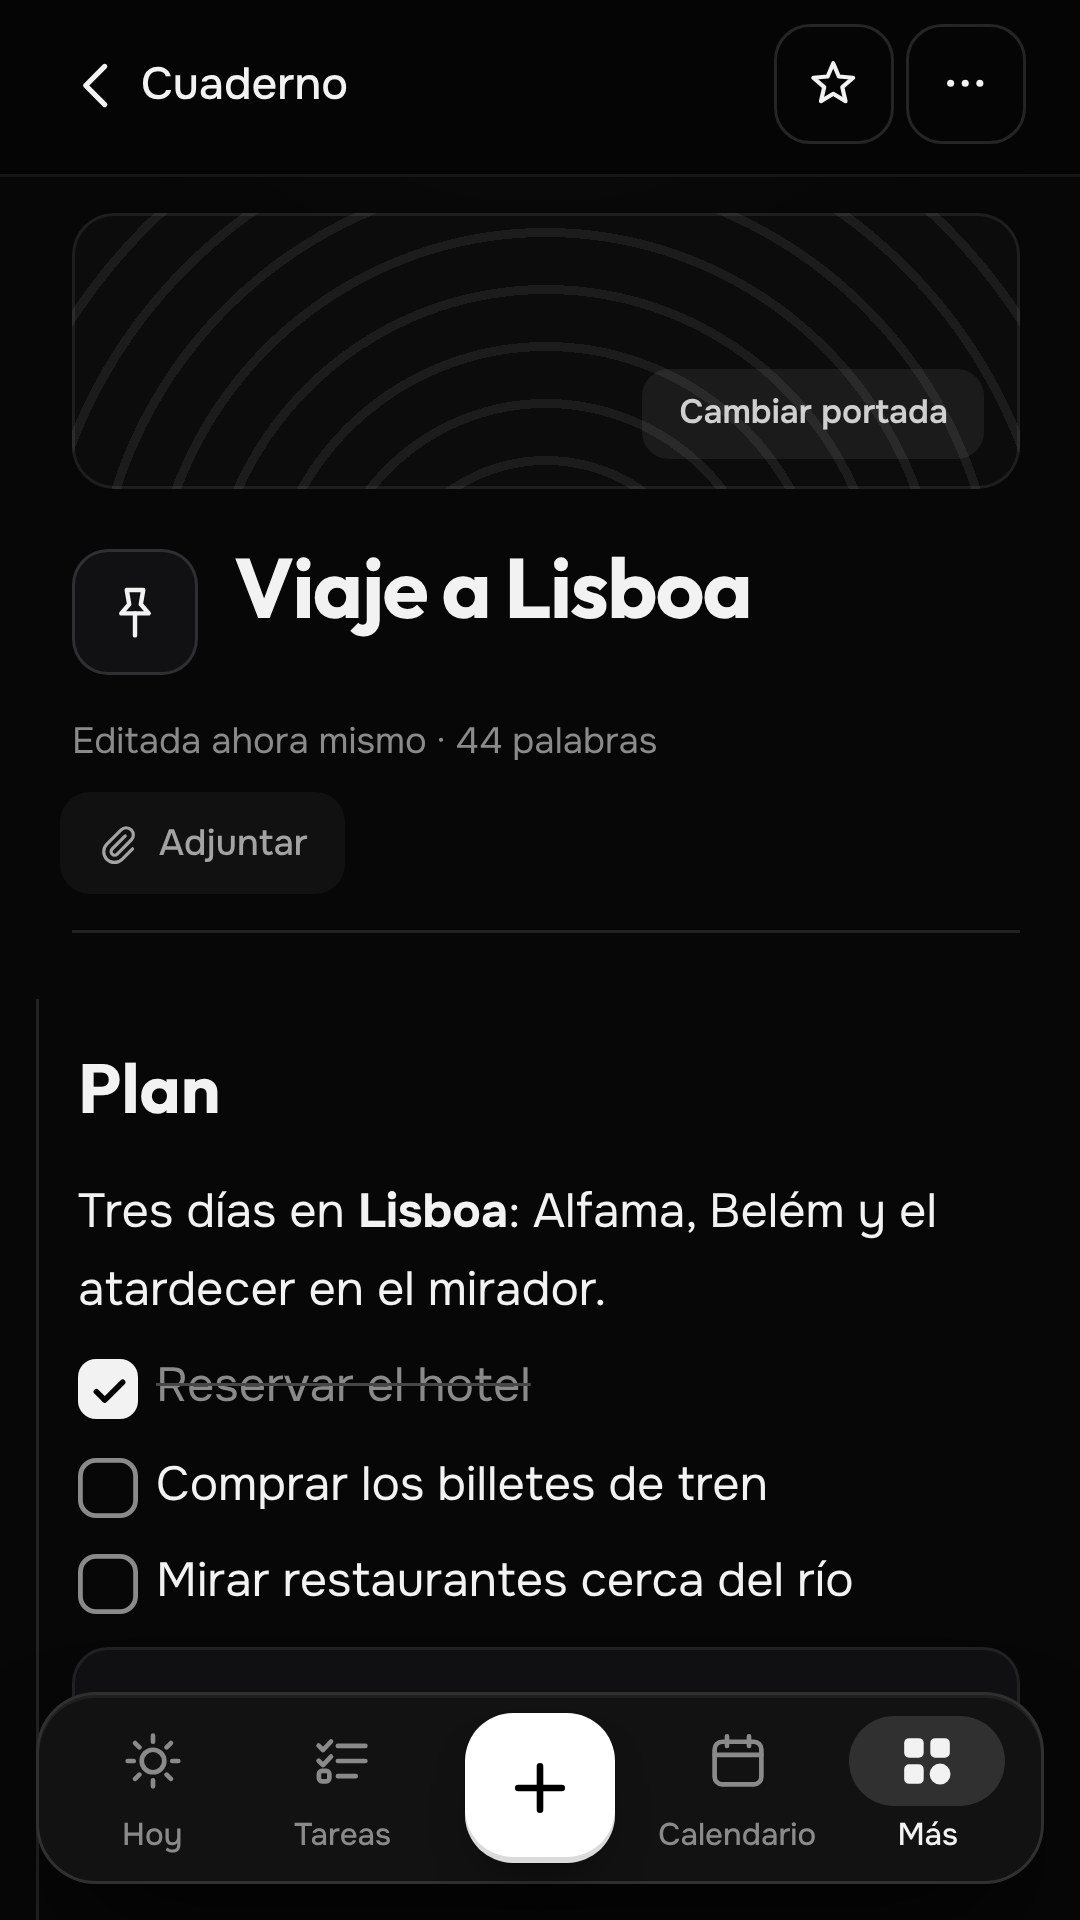 Cuaderno
Cambiar portada
Viaje a Lisboa
Editada ahora mismo · 44 palabras
Adjuntar
Plan
Tres días en Lisboa: Alfama, Belém y el
atardecer en el mirador.
Reservar el hotel
Comprar los billetes de tren
Mirar restaurantes cerca del río
Hoy
Tareas
Calendario
Más